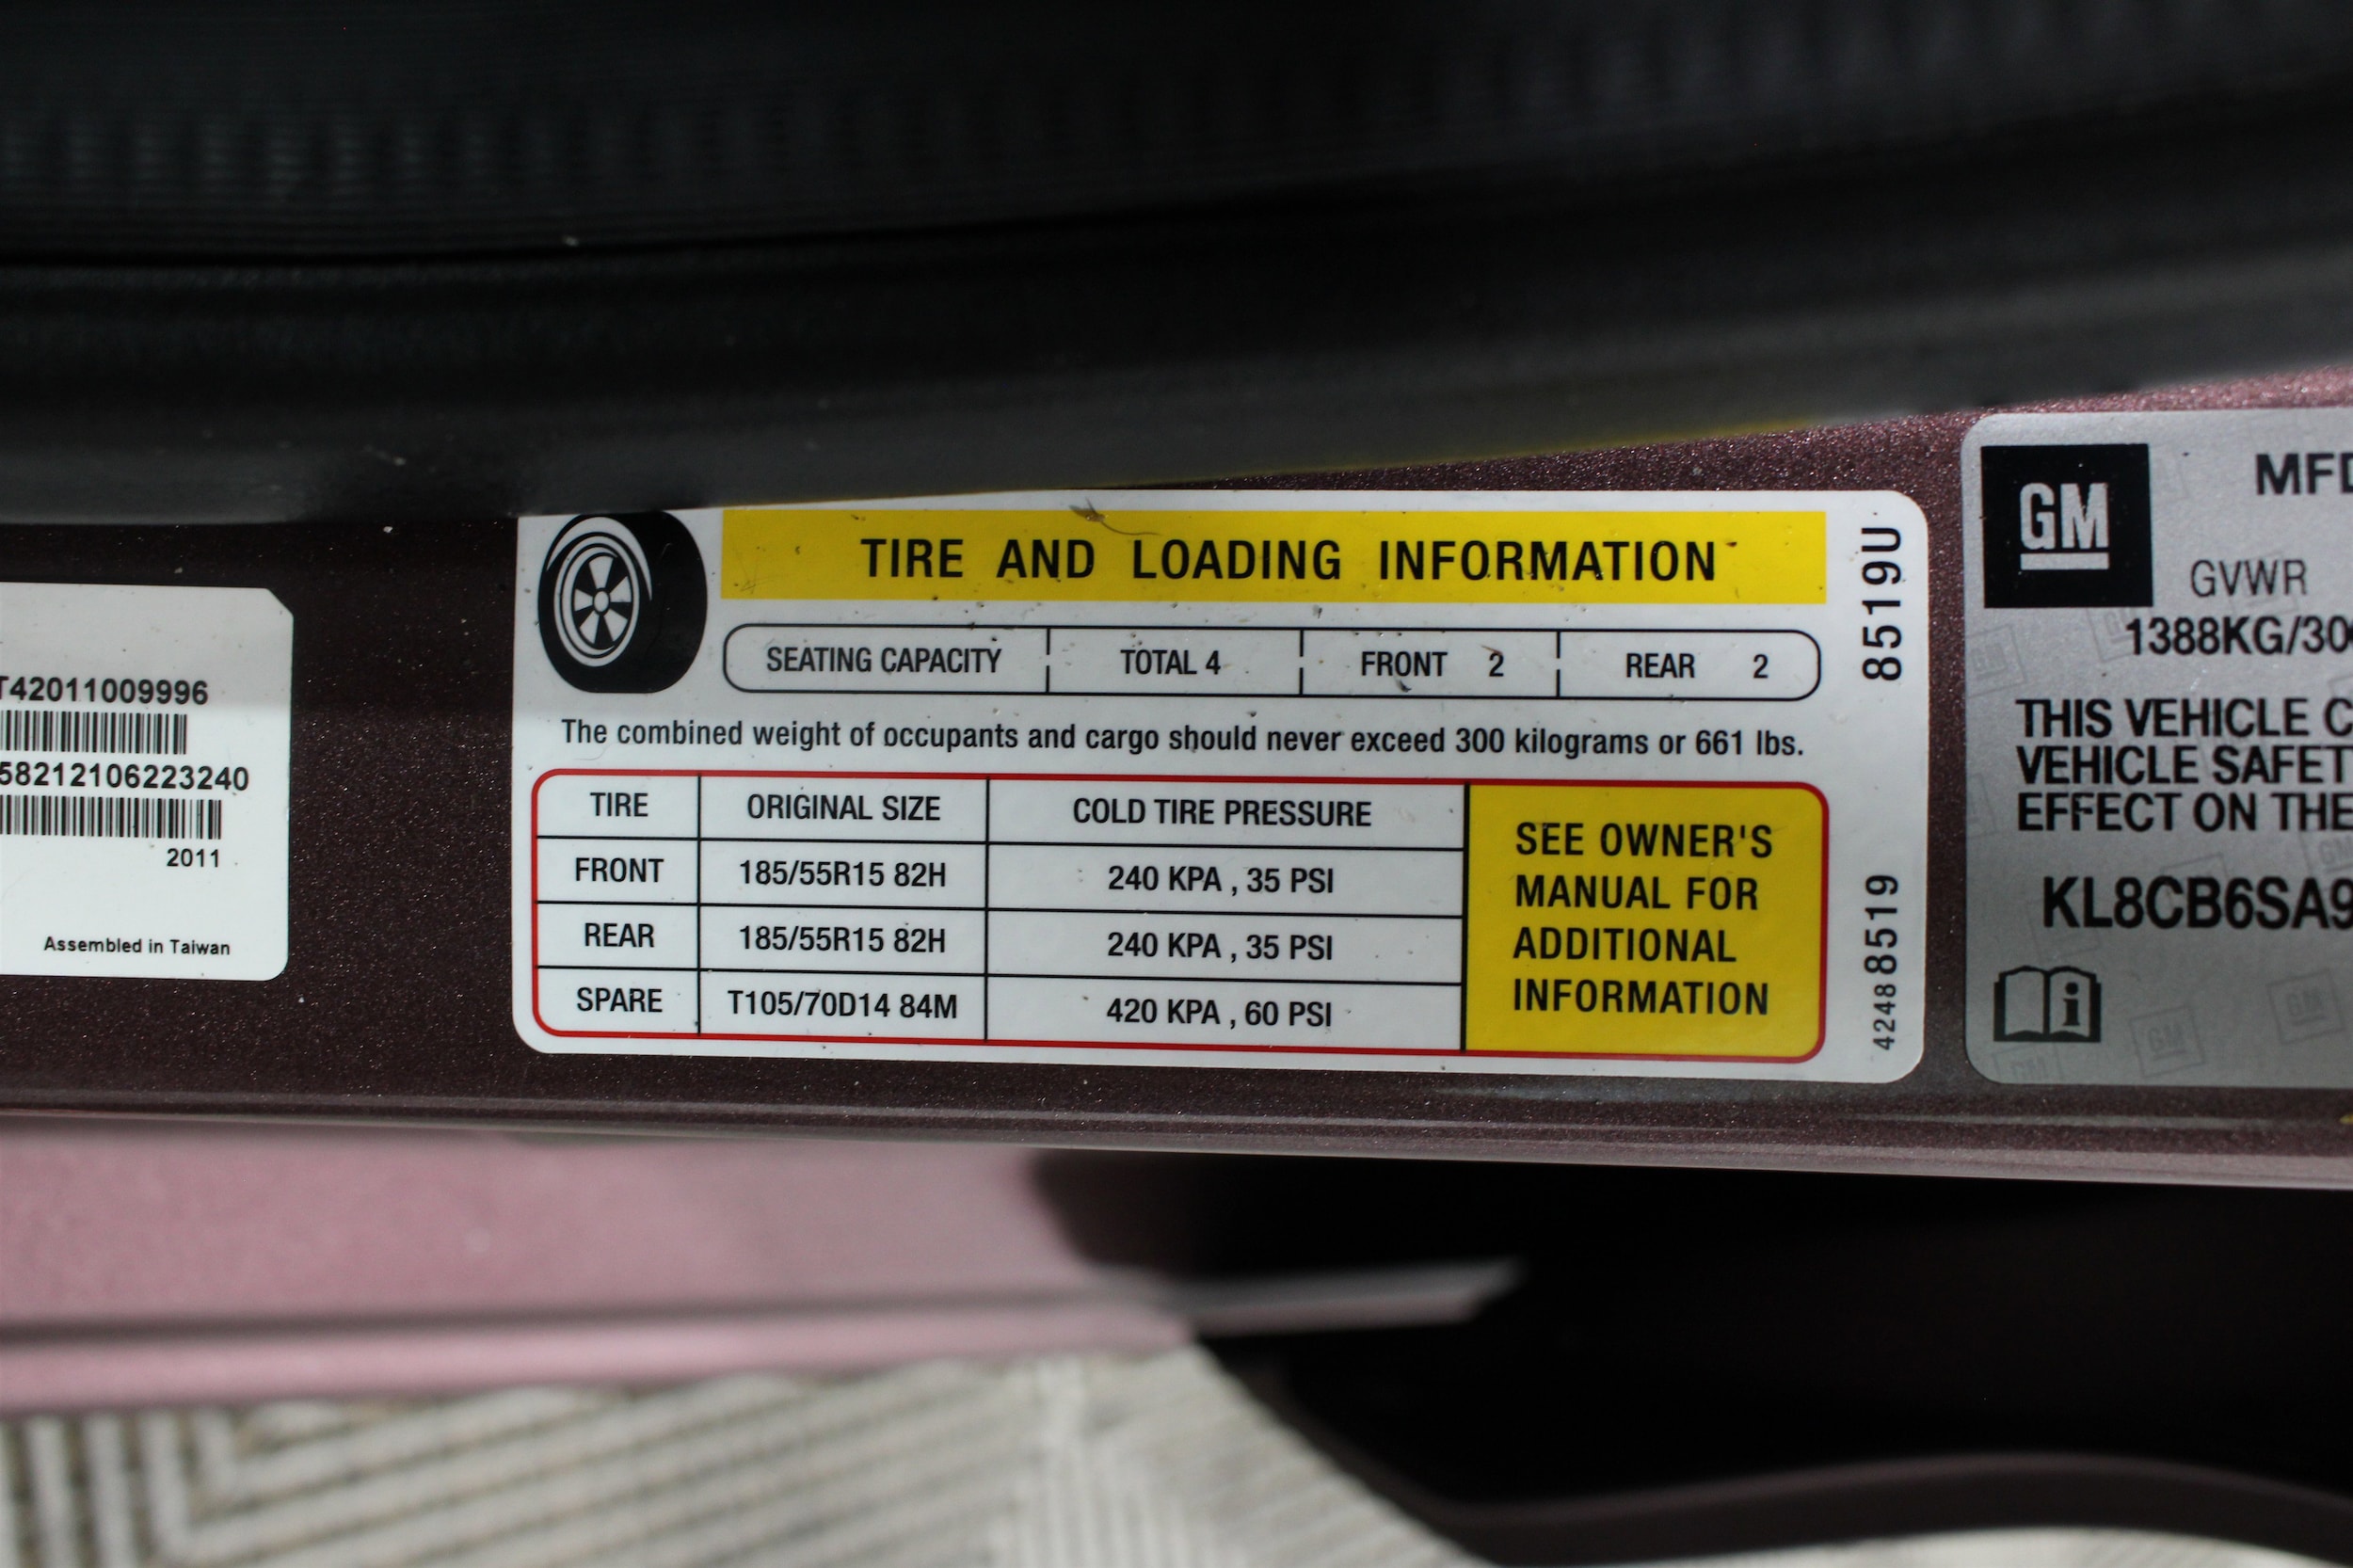 T42011009996
58212106223240
2011
Assembled in Taiwan
TIRE AND LOADING INFORMATION
SEATING CAPACITY TOTAL 4 FRONT 2 REAR 2
The combined weight of occupants and cargo should never exceed 300 kilograms or 661 lbs.
TIRE ORIGINAL SIZE COLD TIRE PRESSURE
FRONT 185/55R15 82H 240 KPA , 35 PSI
REAR 185/55R15 82H 240 KPA , 35 PSI
SPARE T105/70D14 84M 420 KPA , 60 PSI
SEE OWNER'S
MANUAL FOR
ADDITIONAL
INFORMATION
8519U
42488519
GM
MFD
GVWR
1388KG/30
THIS VEHICLE C
VEHICLE SAFET
EFFECT ON THE
KL8CB6SA9